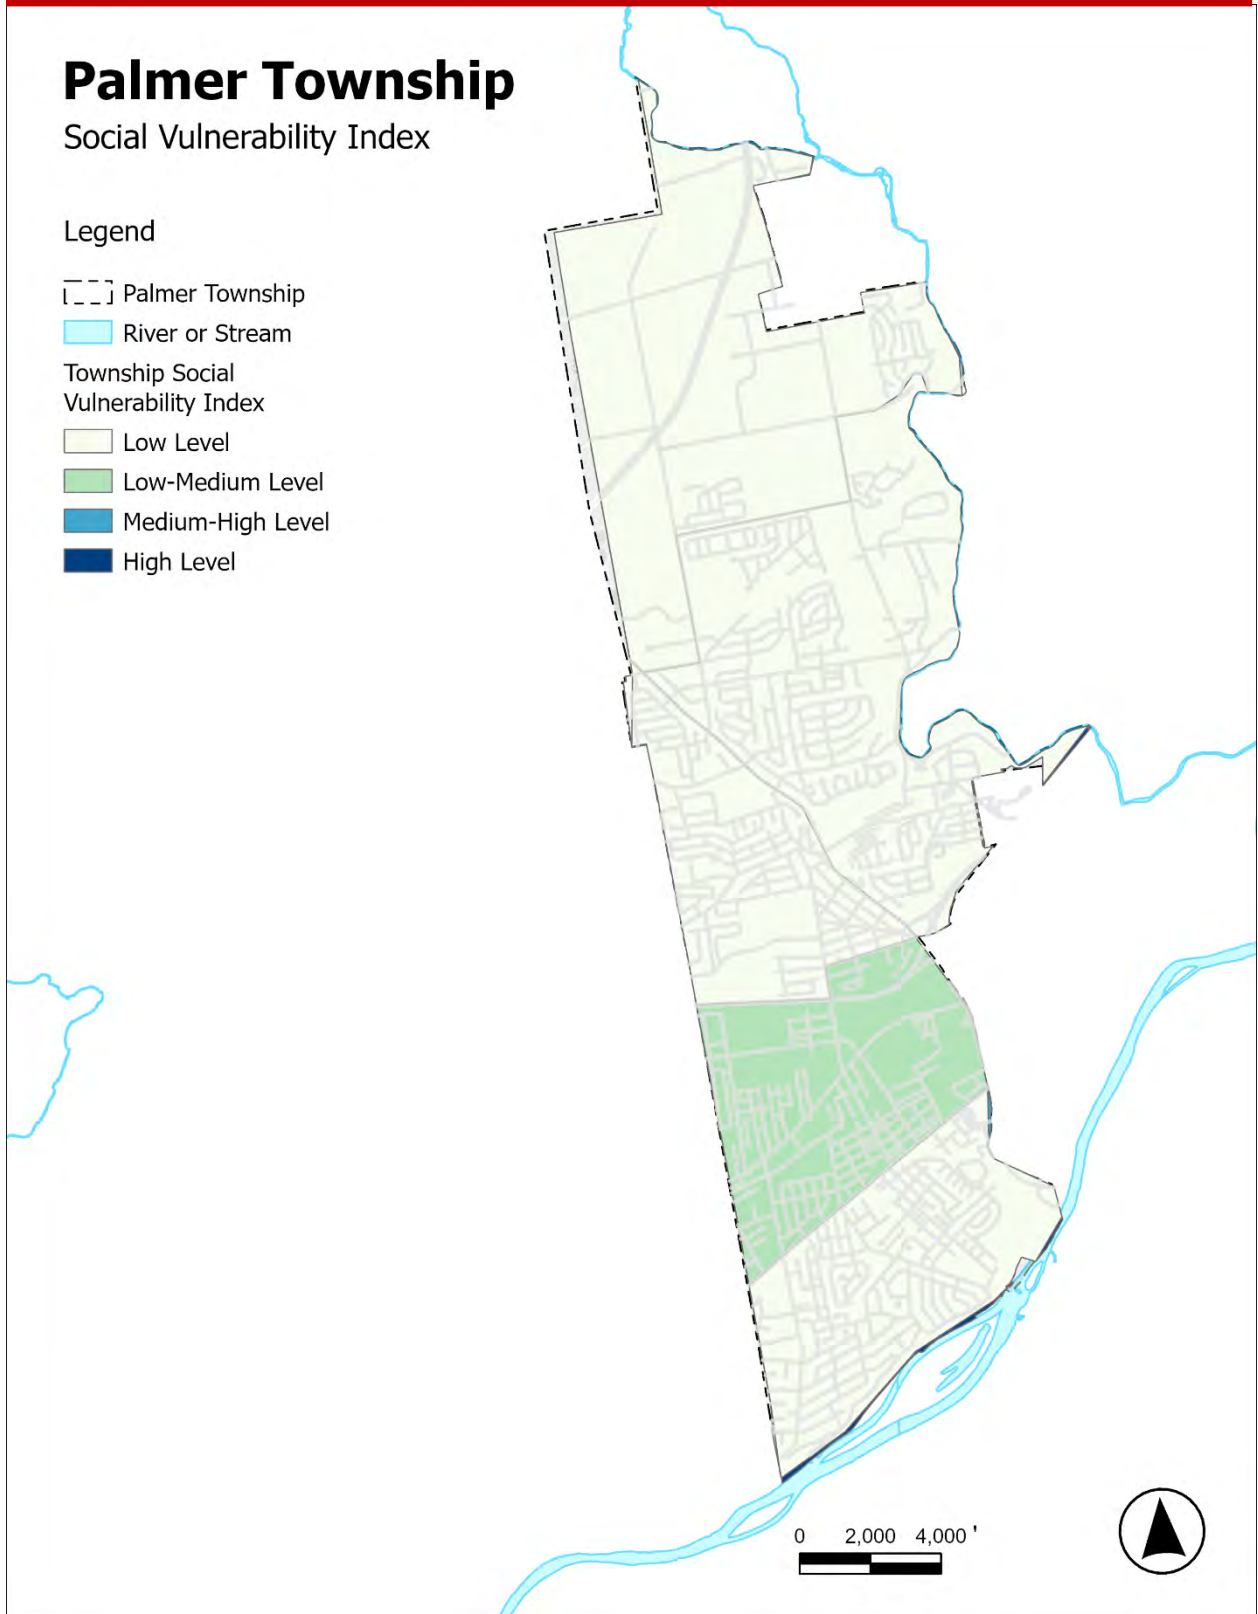 Palmer Township
Social Vulnerability Index
Legend
Palmer Township
River or Stream
Township Social
Vulnerability Index
Low Level
Low-Medium Level
Medium-High Level
High Level
0 2,000 4,000 '